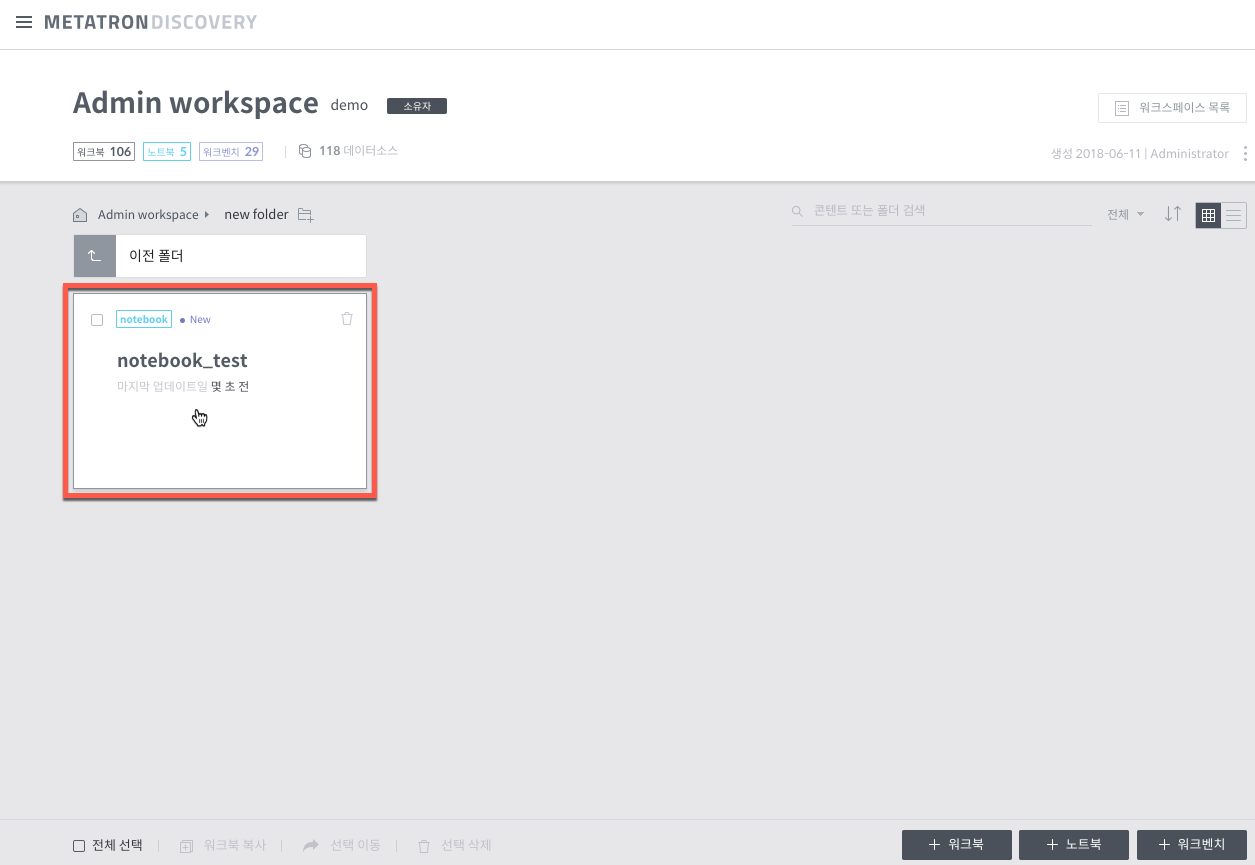 METATRONDISCOVERY
Admin workspace demo 소유자
워크스페이스 목록
워크북 106 노트북 5 워크벤치 29 | 118 데이터소스
생성 2018-06-11 | Administrator
Admin workspace new folder
콘텐트 또는 폴더 검색
전체
이전 폴더
notebook New
notebook_test
마지막 업데이트일 몇 초 전
전체 선택 | 워크북 복사 | 선택 이동 | 선택 삭제
+ 워크북 + 노트북 + 워크벤치